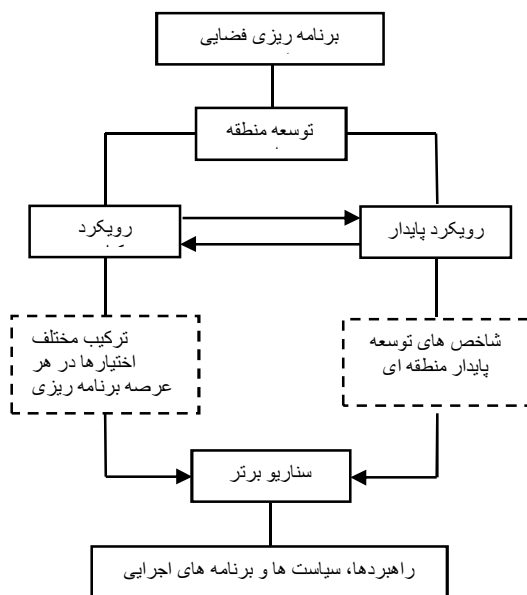 برنامه ریزی فضایی
توسعه منطقه
رویکرد پایدار
رویکرد
شاخص های توسعه
پایدار منطقه ای
ترکیب مختلف
اختیارها در هر
عرصه برنامه ریزی
سناریو برتر
راهبردها، سیاست ها و برنامه های اجرایی